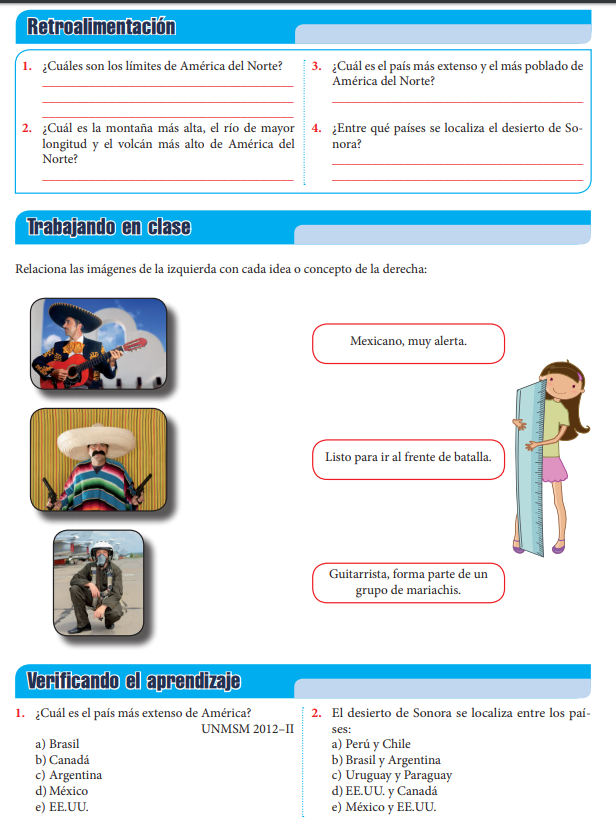 Retroalimentación
1. ¿Cuáles son los límites de América del Norte?
2. ¿Cuál es la montaña más alta, el río de mayor
longitud y el volcán más alto de América del
Norte?
3. ¿Cuál es el país más extenso y el más poblado de
América del Norte?
4. ¿Entre qué países se localiza el desierto de So-
nora?
Trabajando en clase
Relaciona las imágenes de la izquierda con cada idea o concepto de la derecha:
Mexicano, muy alerta.
Listo para ir al frente de batalla.
Guitarrista, forma parte de un
grupo de mariachis.
Verificando el aprendizaje
1. ¿Cuál es el país más extenso de América?
UNMSM 2012–II
a) Brasil
b) Canadá
c) Argentina
d) México
e) EE.UU.
2. El desierto de Sonora se localiza entre los paí-
ses:
a) Perú y Chile
b) Brasil y Argentina
c) Uruguay y Paraguay
d) EE.UU. y Canadá
e) México y EE.UU.